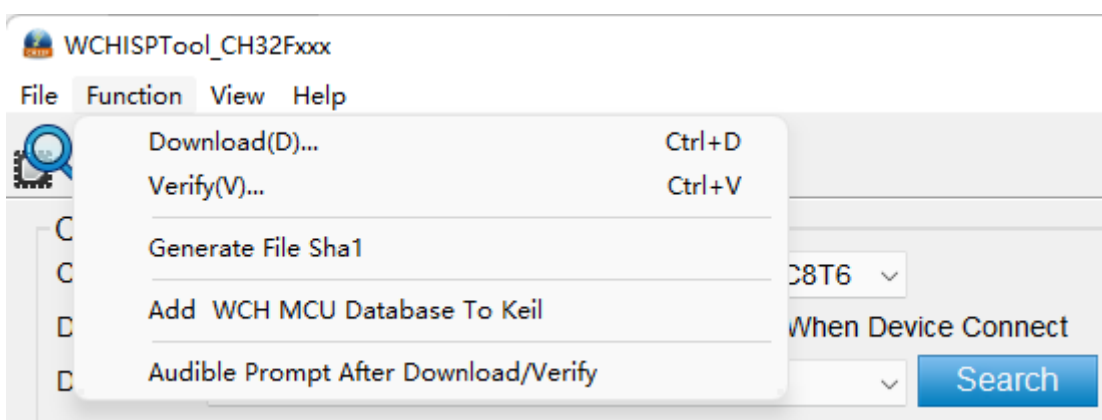 WCHISPTool_CH32Fxxx
File Function View Help
Download(D)... Ctrl+D
Verify(V)... Ctrl+V
Generate File Sha1
C8T6
Add WCH MCU Database To Keil
When Device Connect
Audible Prompt After Download/Verify
Search